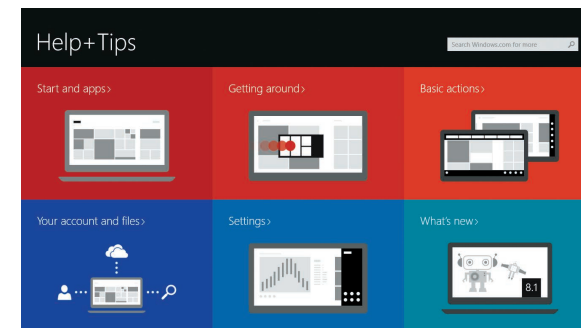 Help+Tips
Search Windows.com for more
Start and apps>
Getting around>
Basic actions>
Your account and files>
Settings>
What's new>
8.1